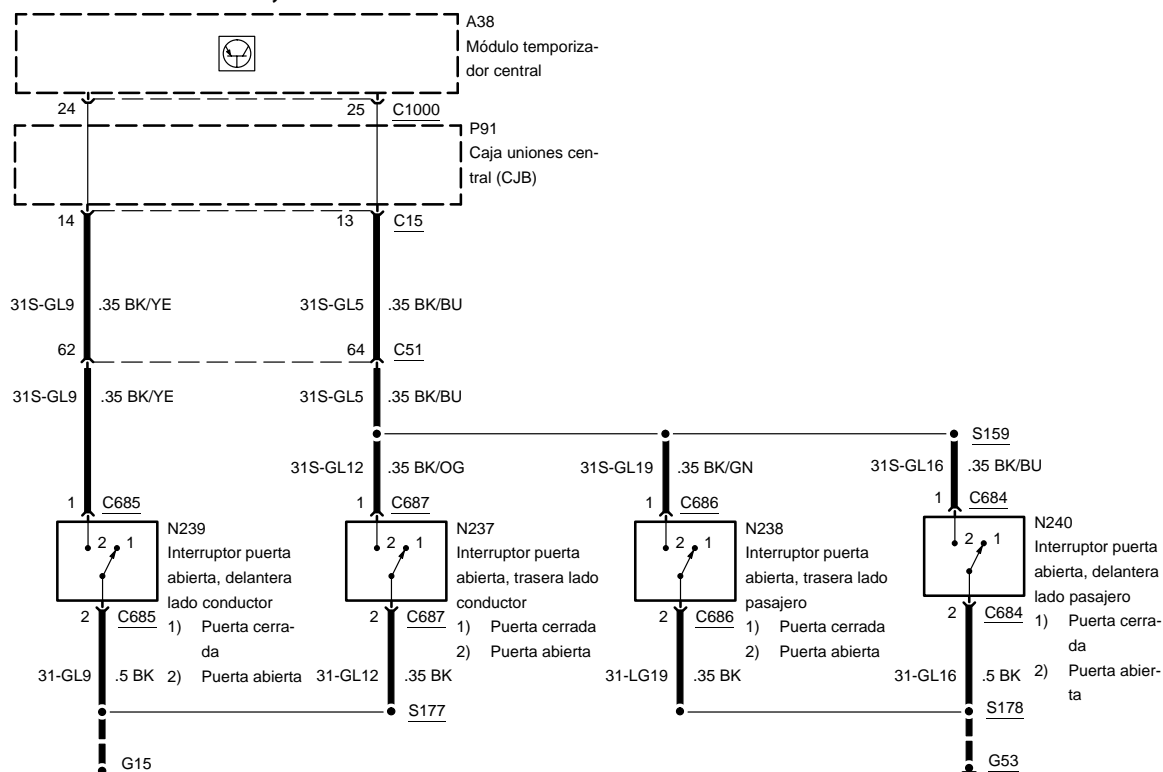 A38
Módulo temporiza-
dor central
24
25
C1000
P91
Caja uniones cen-
tral (CJB)
14
13
C15
31S-GL9
.35 BK/YE
31S-GL5
.35 BK/BU
62
64
C51
31S-GL9
.35 BK/YE
31S-GL5
.35 BK/BU
S159
31S-GL12
.35 BK/OG
31S-GL19
.35 BK/GN
31S-GL16
.35 BK/BU
1
C685
1
C687
1
C686
1
C684
2
1
N239
Interruptor puerta
abierta, delantera
lado conductor
1) Puerta cerra-
da
2) Puerta abierta
2
1
N237
Interruptor puerta
abierta, trasera lado
conductor
1) Puerta cerrada
2) Puerta abierta
2
1
N238
Interruptor puerta
abierta, trasera lado
pasajero
1) Puerta cerrada
2) Puerta abierta
2
1
N240
Interruptor puerta
abierta, delantera
lado pasajero
1) Puerta cerra-
da
2) Puerta abier-
ta
2
C685
2
C687
2
C686
2
C684
31-GL9
.5 BK
31-GL12
.35 BK
31-LG19
.35 BK
31-GL16
.5 BK
S177
S178
G15
G53